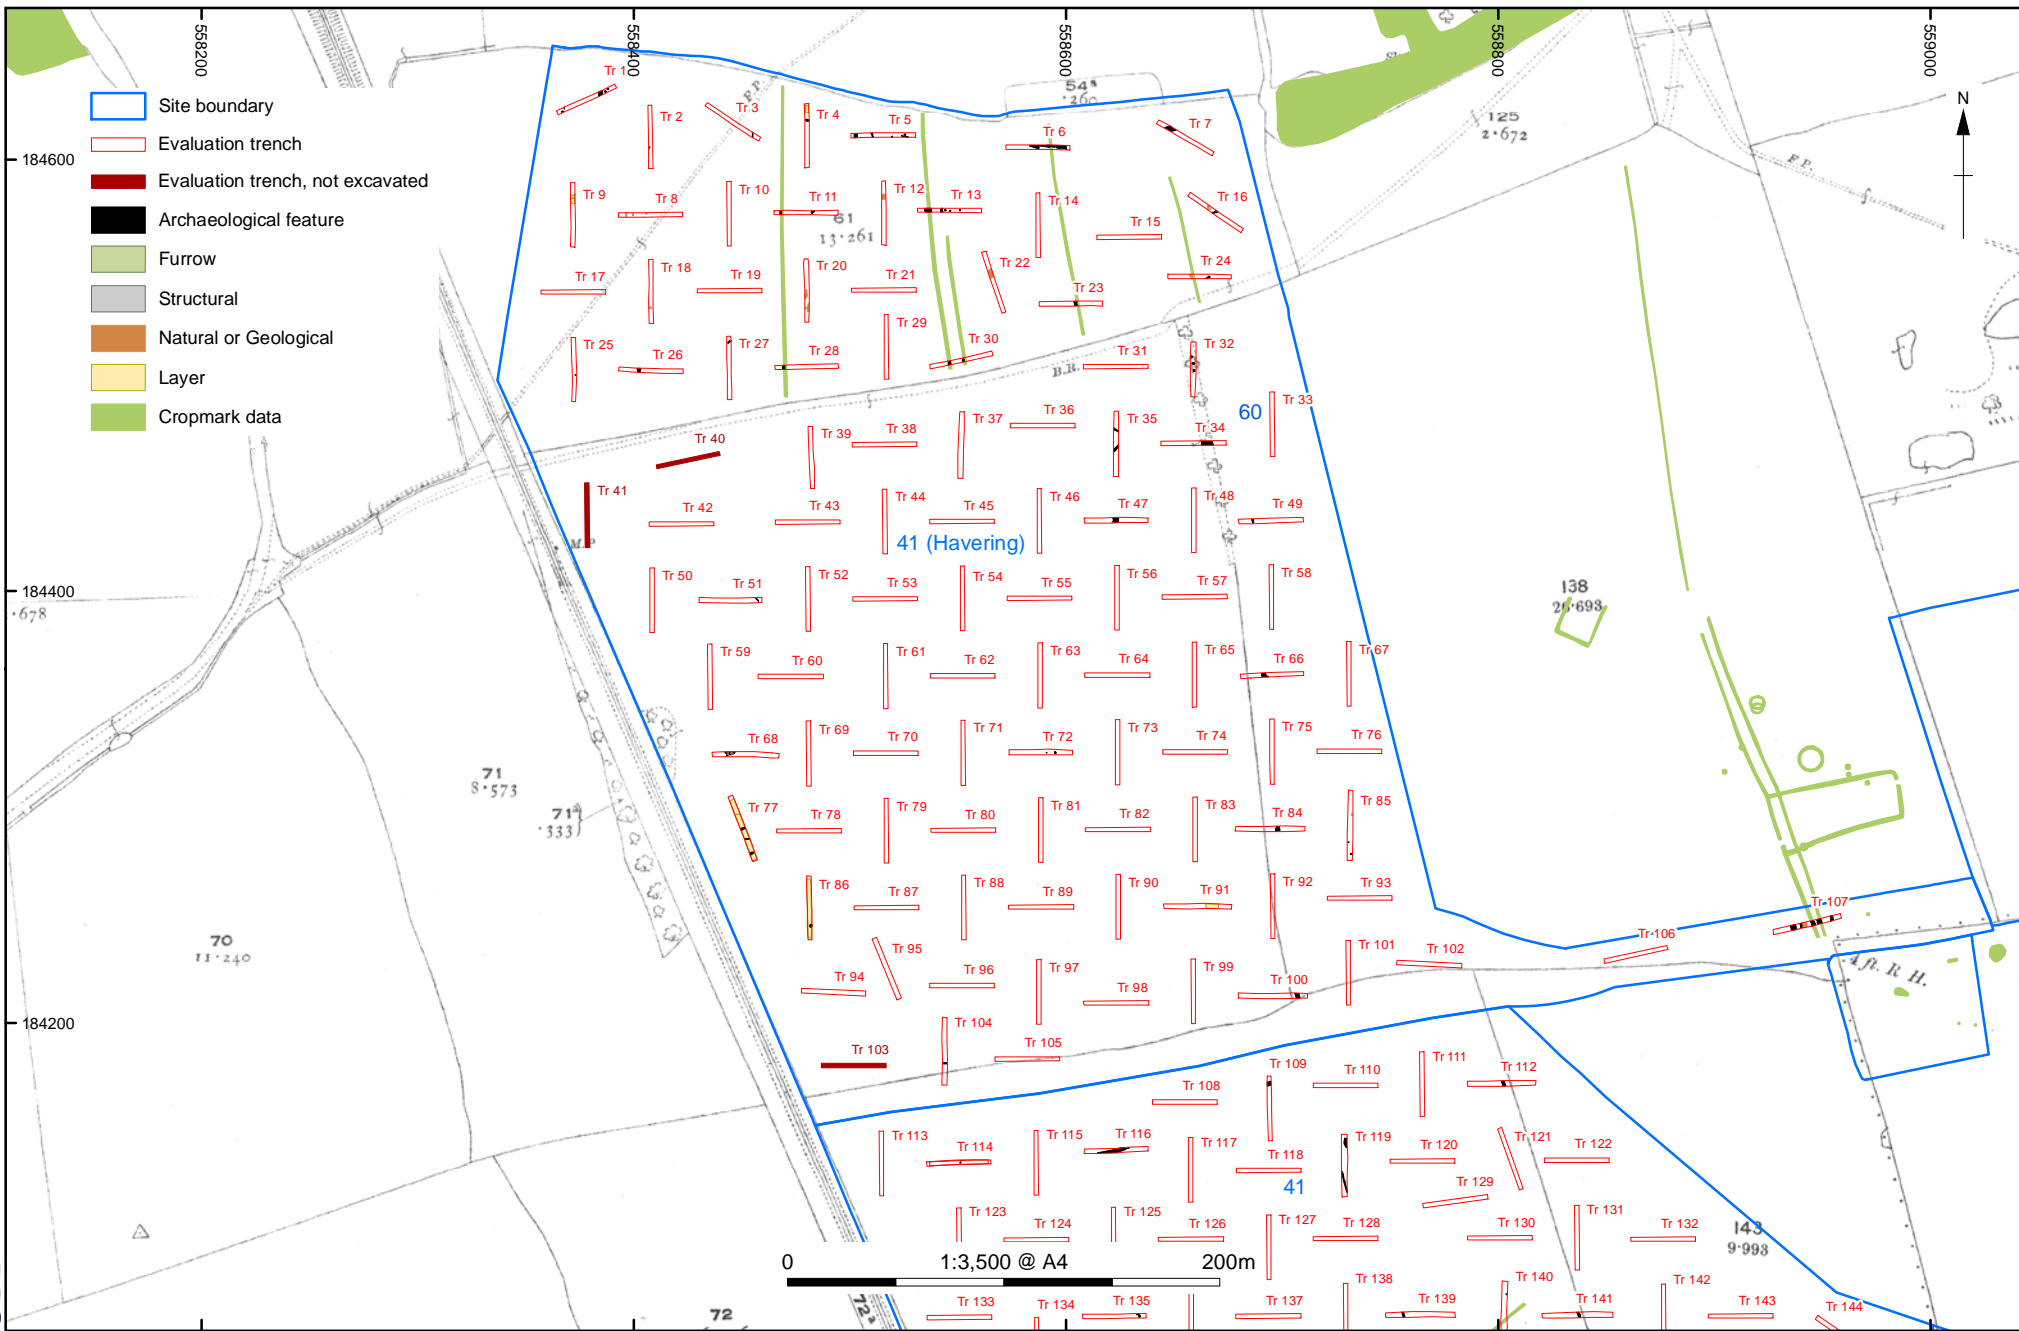 558200
558400
558600
558800
559000
184600
184400
184200
N
Site boundary
Evaluation trench
Evaluation trench, not excavated
Archaeological feature
Furrow
Structural
Natural or Geological
Layer
Cropmark data
Tr 1
Tr 2
Tr 3
Tr 4
Tr 5
Tr 6
Tr 7
F.P.
54ª
·260
125
2·672
F.P.
Tr 9
Tr 8
Tr 10
Tr 11
Tr 12
Tr 13
Tr 14
Tr 15
Tr 16
61
13·261
Tr 17
Tr 18
Tr 19
Tr 20
Tr 21
Tr 22
Tr 23
Tr 24
Tr 25
Tr 26
Tr 27
Tr 28
Tr 29
Tr 30
Tr 31
Tr 32
B.R.
Tr 33
60
Tr 34
Tr 35
Tr 36
Tr 37
Tr 38
Tr 39
Tr 40
Tr 41
Tr 42
Tr 43
Tr 44
Tr 45
Tr 46
Tr 47
Tr 48
Tr 49
41 (Havering)
M.P
Tr 50
Tr 51
Tr 52
Tr 53
Tr 54
Tr 55
Tr 56
Tr 57
Tr 58
138
26·693
·678
Tr 59
Tr 60
Tr 61
Tr 62
Tr 63
Tr 64
Tr 65
Tr 66
Tr 67
Tr 68
Tr 69
Tr 70
Tr 71
Tr 72
Tr 73
Tr 74
Tr 75
Tr 76
71
8·573
71ª
·333
Tr 77
Tr 78
Tr 79
Tr 80
Tr 81
Tr 82
Tr 83
Tr 84
Tr 85
Tr 86
Tr 87
Tr 88
Tr 89
Tr 90
Tr 91
Tr 92
Tr 93
Tr 107
70
11·240
Tr 94
Tr 95
Tr 96
Tr 97
Tr 98
Tr 99
Tr 100
Tr 101
Tr 102
Tr 106
4ft. R H.
Tr 103
Tr 104
Tr 105
Tr 108
Tr 109
Tr 110
Tr 111
Tr 112
Tr 113
Tr 114
Tr 115
Tr 116
Tr 117
Tr 118
Tr 119
Tr 120
Tr 121
Tr 122
41
Tr 129
Tr 123
Tr 124
Tr 125
Tr 126
Tr 127
Tr 128
Tr 130
Tr 131
Tr 132
143
9·993
0 1:3,500 @ A4 200m
Tr 133
Tr 134
Tr 135
Tr 137
Tr 138
Tr 139
Tr 140
Tr 141
Tr 142
Tr 143
Tr 144
72
72ª